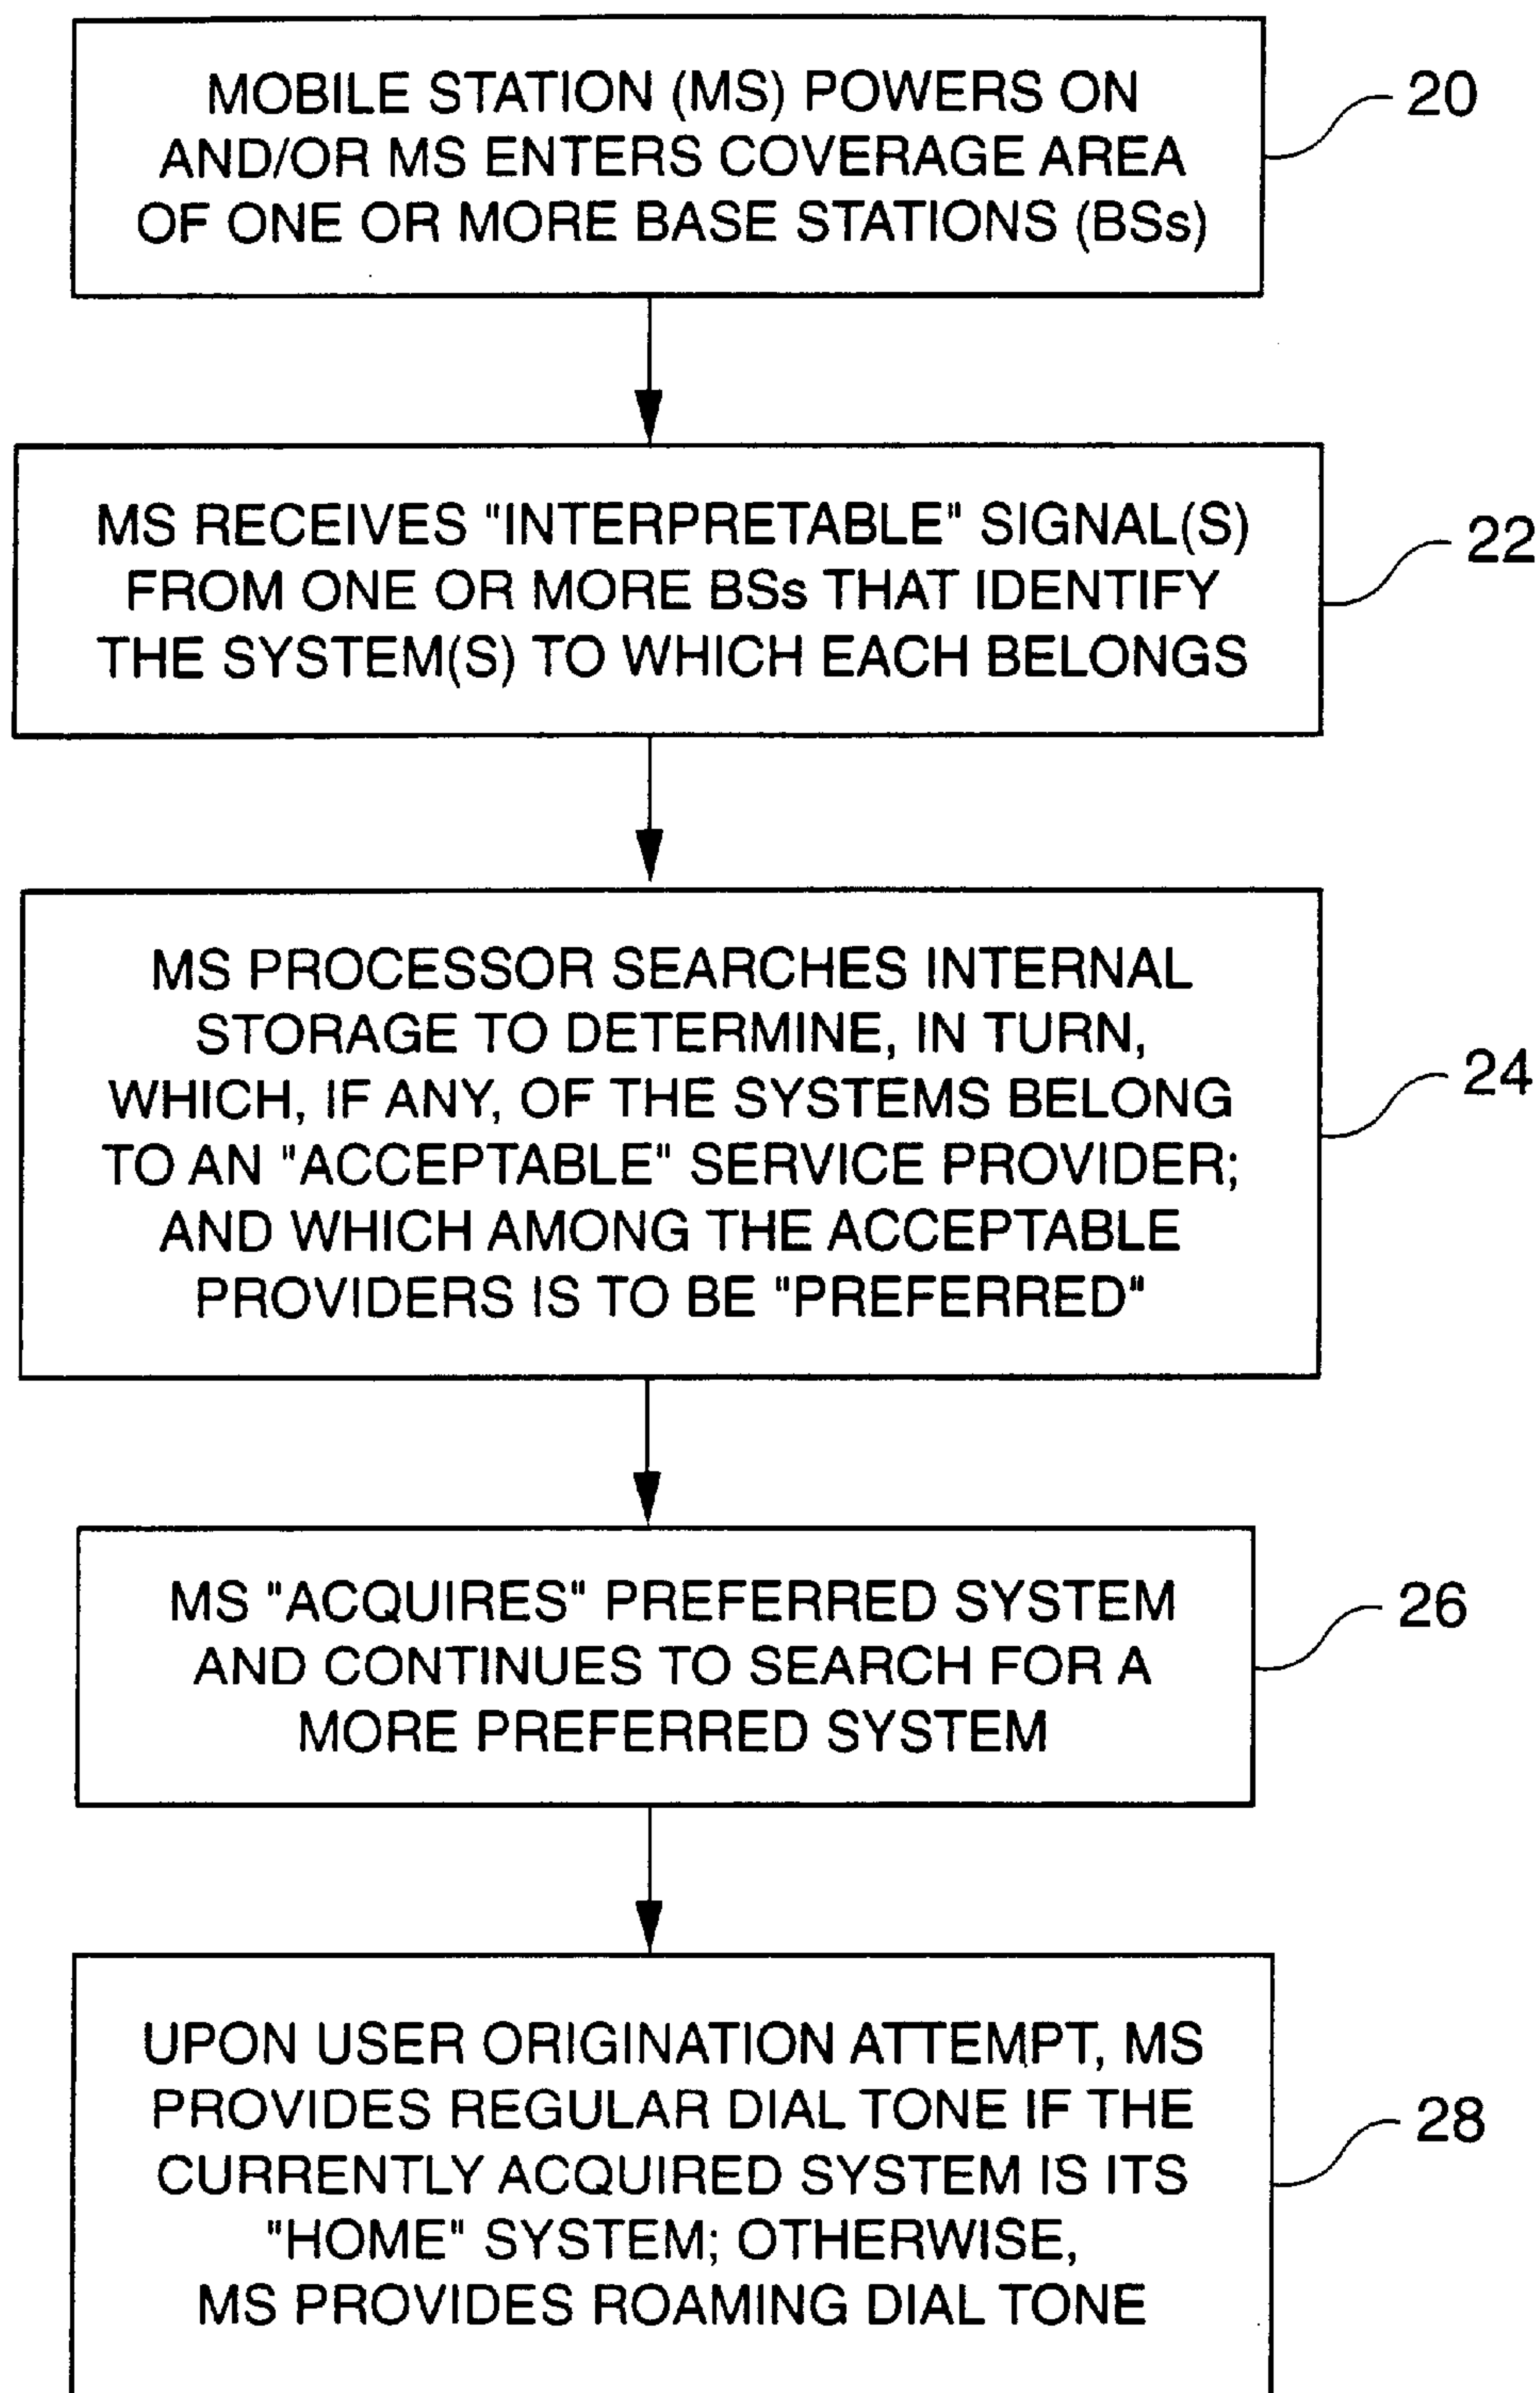 MOBILE STATION (MS) POWERS ON
AND/OR MS ENTERS COVERAGE AREA
OF ONE OR MORE BASE STATIONS (BSs)
20
MS RECEIVES "INTERPRETABLE" SIGNAL(S)
FROM ONE OR MORE BSs THAT IDENTIFY
THE SYSTEM(S) TO WHICH EACH BELONGS
22
MS PROCESSOR SEARCHES INTERNAL
STORAGE TO DETERMINE, IN TURN,
WHICH, IF ANY, OF THE SYSTEMS BELONG
TO AN "ACCEPTABLE" SERVICE PROVIDER;
AND WHICH AMONG THE ACCEPTABLE
PROVIDERS IS TO BE "PREFERRED"
24
MS "ACQUIRES" PREFERRED SYSTEM
AND CONTINUES TO SEARCH FOR A
MORE PREFERRED SYSTEM
26
UPON USER ORIGINATION ATTEMPT, MS
PROVIDES REGULAR DIAL TONE IF THE
CURRENTLY ACQUIRED SYSTEM IS ITS
"HOME" SYSTEM; OTHERWISE,
MS PROVIDES ROAMING DIAL TONE
28